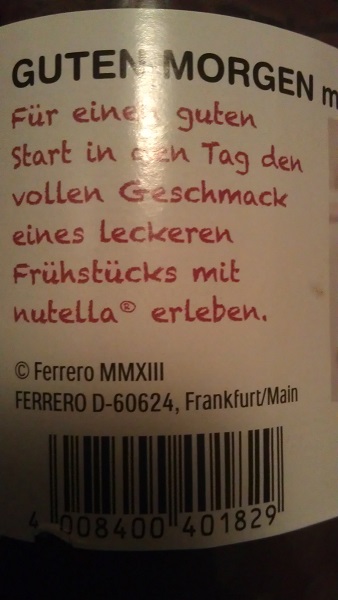 GUTEN MORGEN m
Für einen guten
Start in den Tag den
vollen Geschmack
eines leckeren
Frühstücks mit
nutella® erleben.
© Ferrero MMXIII
FERRERO D-60624, Frankfurt/Main
4 008400 401829